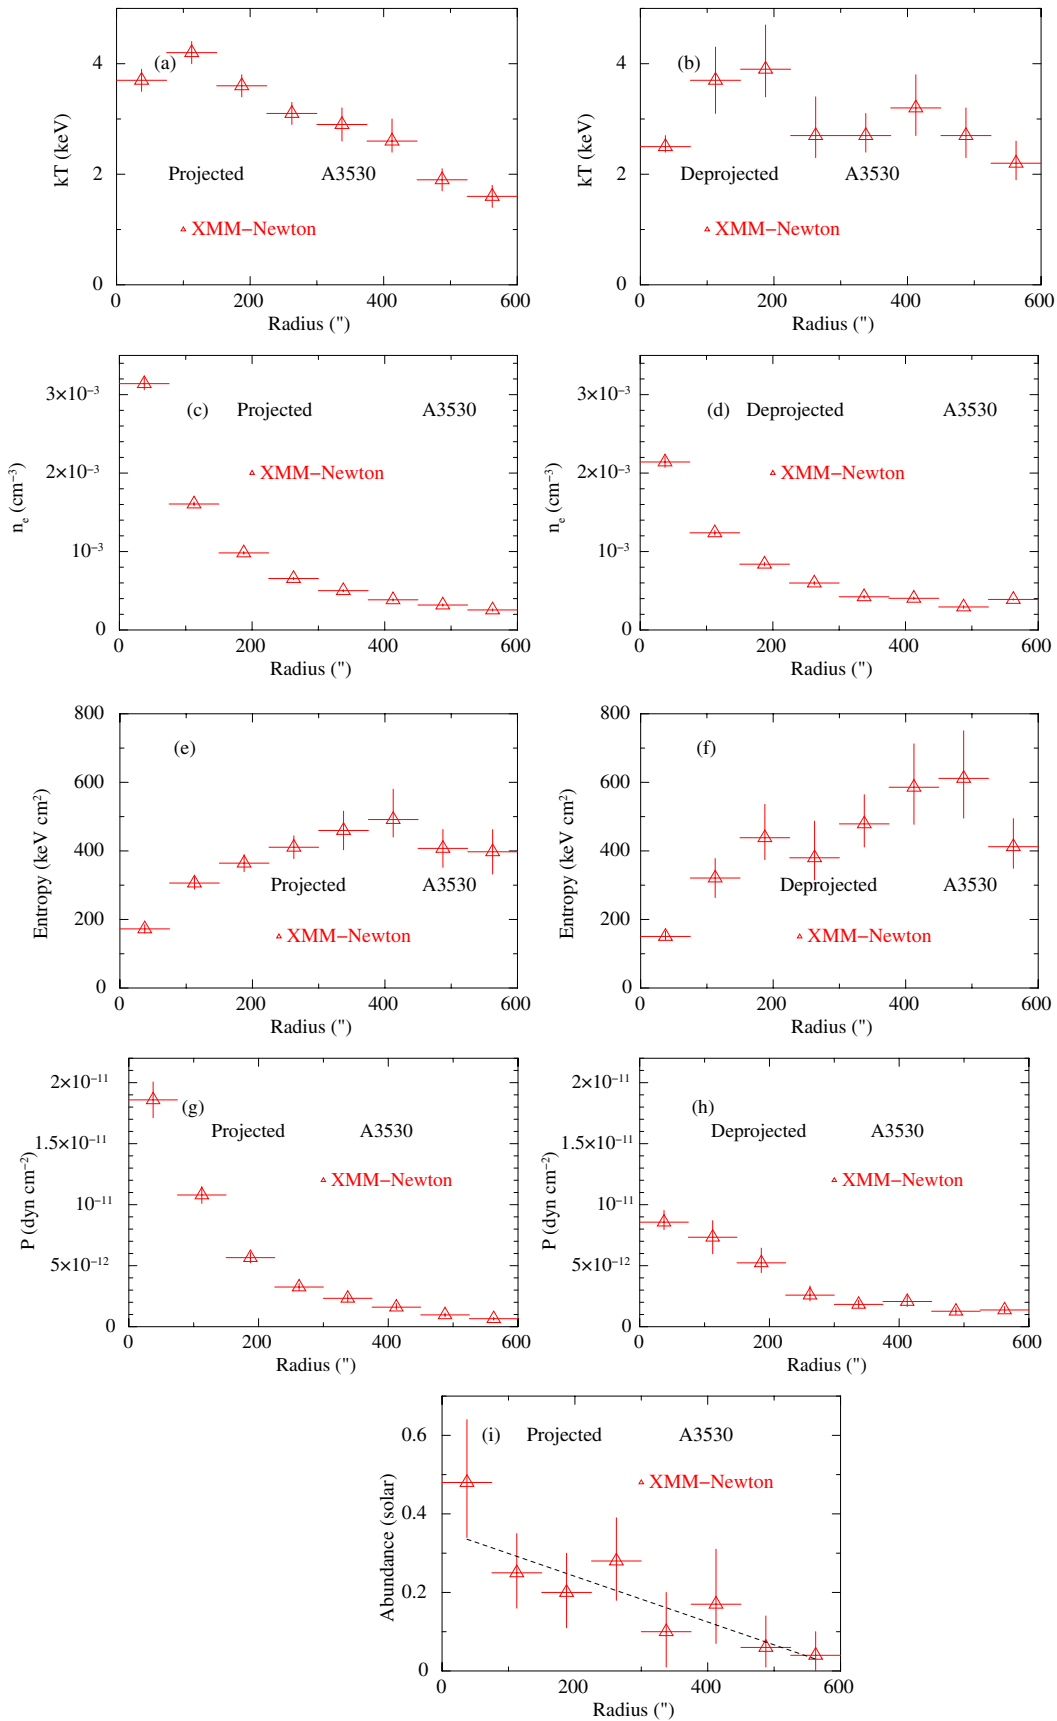 (a)
Projected A3530
XMM−Newton
kT (keV)
0 2 4
0 200 400 600
Radius (")
(b)
Deprojected A3530
XMM−Newton
kT (keV)
0 2 4
0 200 400 600
Radius (")
(c) Projected A3530
XMM−Newton
n_e (cm⁻³)
0 10⁻³ 2×10⁻³ 3×10⁻³
0 200 400 600
Radius (")
(d) Deprojected A3530
XMM−Newton
n_e (cm⁻³)
0 10⁻³ 2×10⁻³ 3×10⁻³
0 200 400 600
Radius (")
(e)
Projected A3530
XMM−Newton
Entropy (keV cm²)
0 200 400 600 800
0 200 400 600
Radius (")
(f)
Deprojected A3530
XMM−Newton
Entropy (keV cm²)
0 200 400 600 800
0 200 400 600
Radius (")
(g)
Projected A3530
XMM−Newton
P (dyn cm⁻²)
0 5×10⁻¹² 10⁻¹¹ 1.5×10⁻¹¹ 2×10⁻¹¹
0 200 400 600
Radius (")
(h)
Deprojected A3530
XMM−Newton
P (dyn cm⁻²)
0 5×10⁻¹² 10⁻¹¹ 1.5×10⁻¹¹ 2×10⁻¹¹
0 200 400 600
Radius (")
(i) Projected A3530
XMM−Newton
Abundance (solar)
0 0.2 0.4 0.6
0 200 400 600
Radius (")